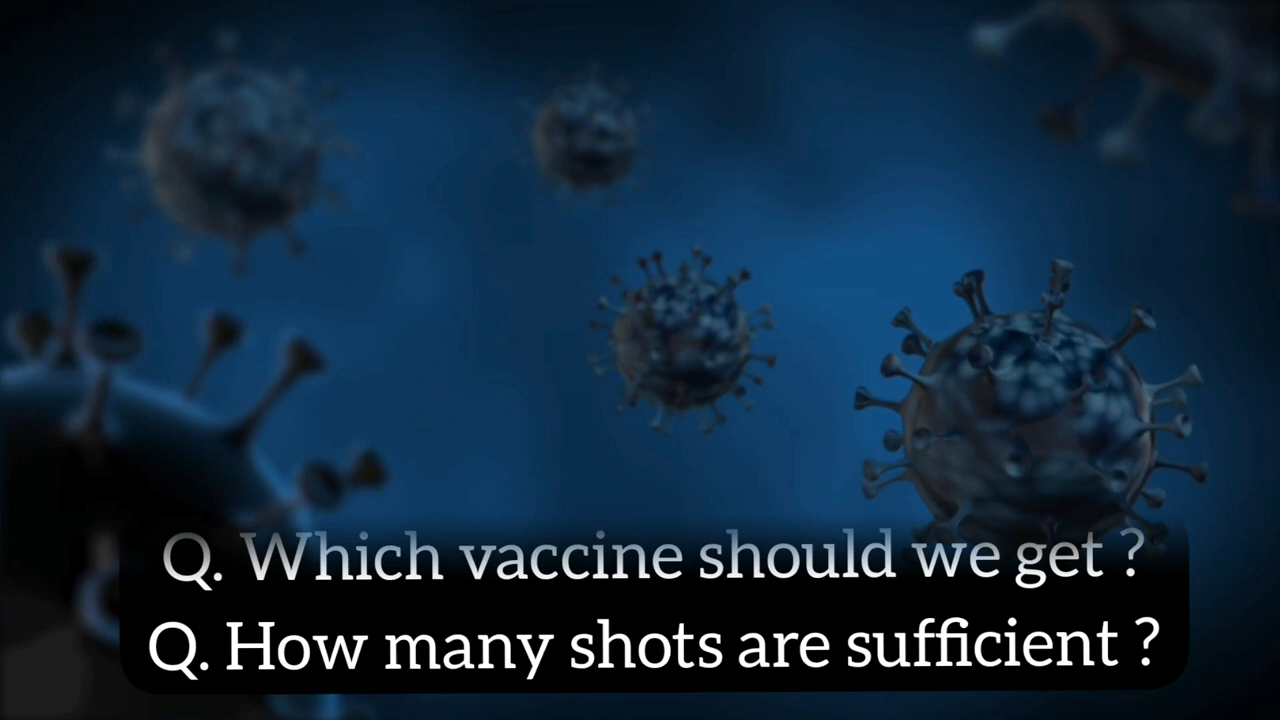 Q. Which vaccine should we get ?
Q. How many shots are sufficient ?